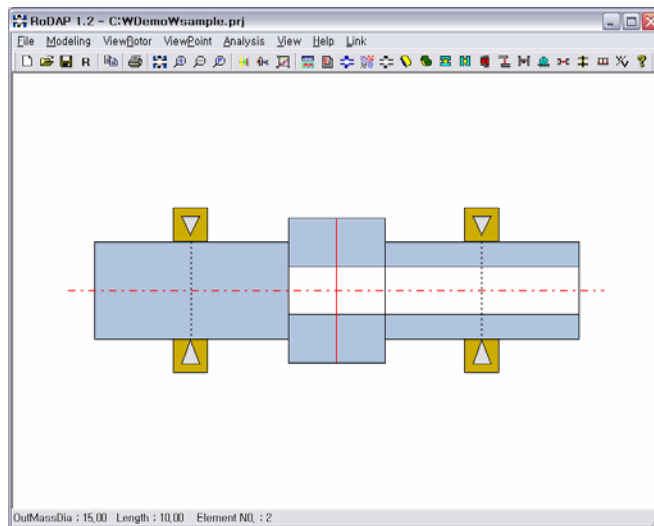 RoDAP 1.2 - C:₩Demo₩sample.prj
File Modeling ViewRotor ViewPoint Analysis View Help Link
R
OutMassDia : 15,00 Length : 10,00 Element NO, : 2